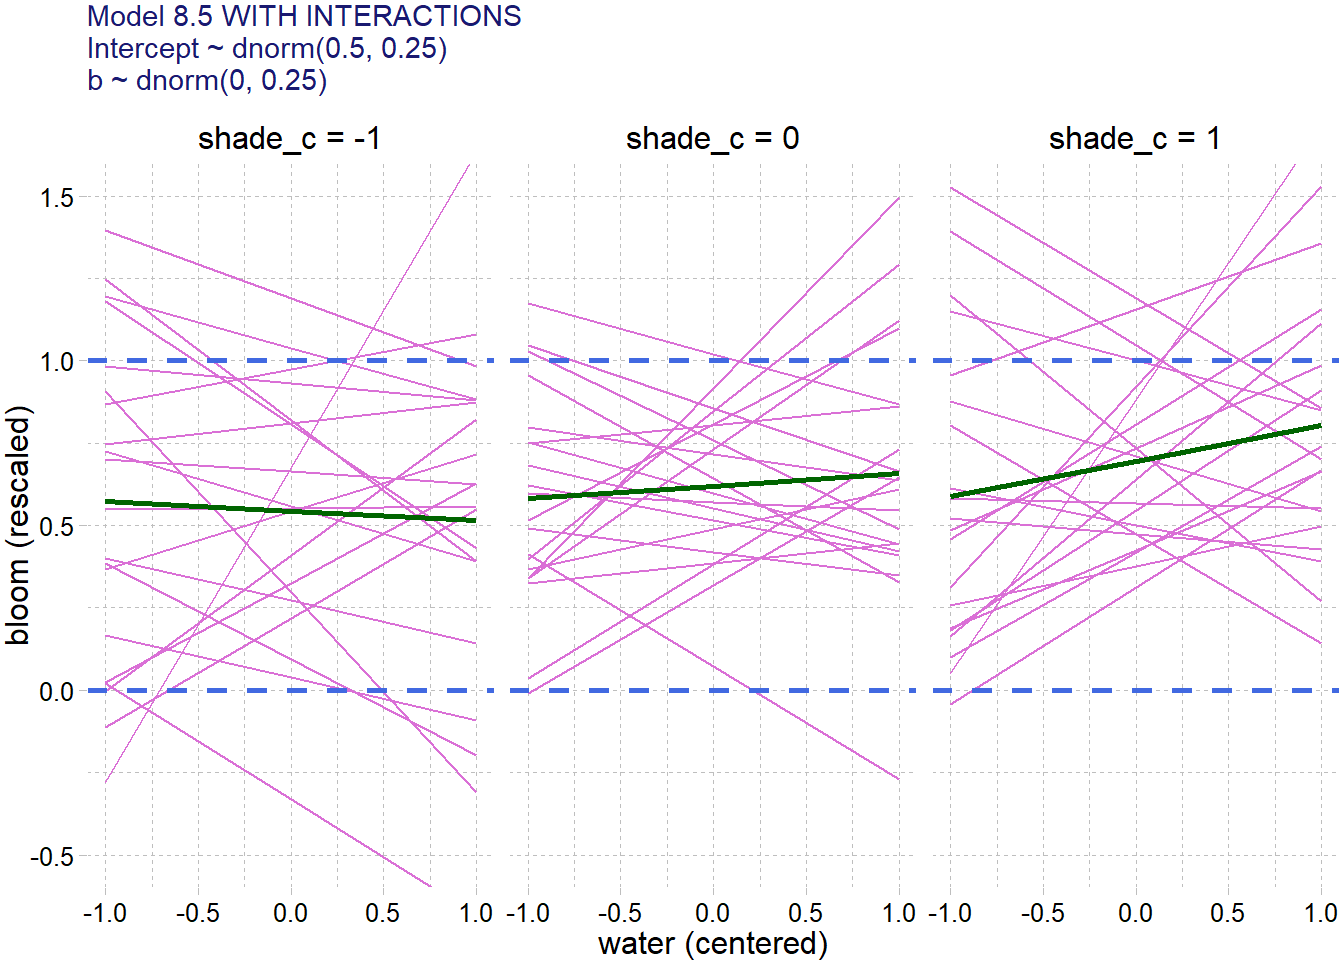 Model 8.5 WITH INTERACTIONS
Intercept ~ dnorm(0.5, 0.25)
b ~ dnorm(0, 0.25)
shade_c = -1
shade_c = 0
shade_c = 1
bloom (rescaled)
1.5
1.0
0.5
0.0
-0.5
-1.0 -0.5 0.0 0.5 1.0
-1.0 -0.5 0.0 0.5 1.0
-1.0 -0.5 0.0 0.5 1.0
water (centered)